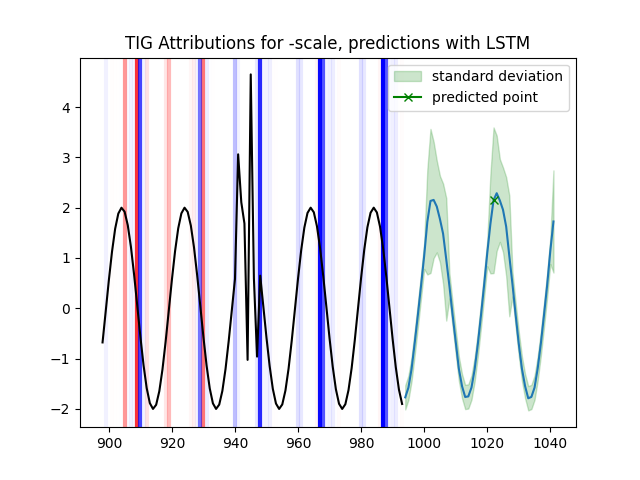 TIG Attributions for -scale, predictions with LSTM
standard deviation
predicted point
4
3
2
1
0
−1
−2
900 920 940 960 980 1000 1020 1040